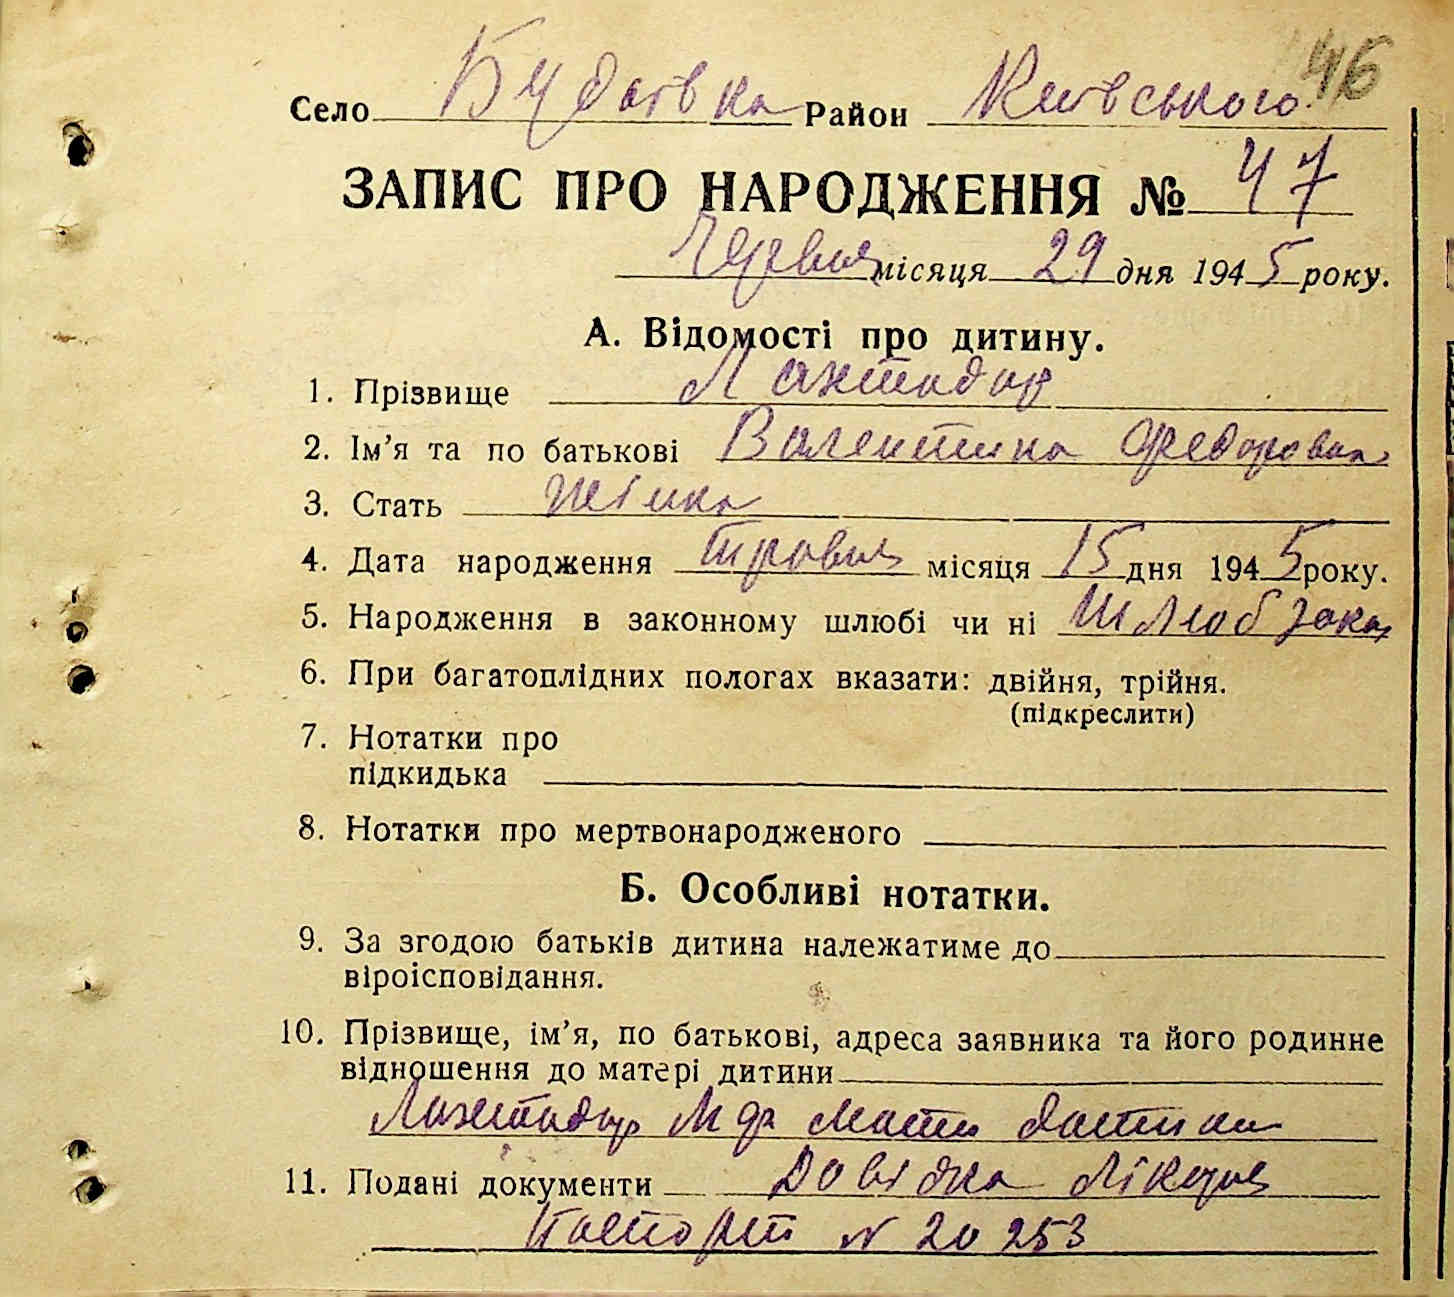 46
Село Будаївка Район Київського
ЗАПИС ПРО НАРОДЖЕННЯ № 47
Червня місяця 29 дня 1945 року.
А. Відомості про дитину.
1. Прізвище
2. Ім'я та по батькові Валентина Федоровна
3. Стать Жінка
4. Дата народження Травня місяця 15 дня 1945 року.
5. Народження в законному шлюбі чи ні Шлюб
6. При багатоплідних пологах вказати: двійня, трійня.
(підкреслити)
7. Нотатки про
підкидька
8. Нотатки про мертвонародженого
Б. Особливі нотатки.
9. За згодою батьків дитина належатиме до
віроісповідання.
10. Прізвище, ім'я, по батькові, адреса заявника та його родинне
відношення до матері дитини
Мати
11. Подані документи Довідка Лікаря
Паспорт № 20253